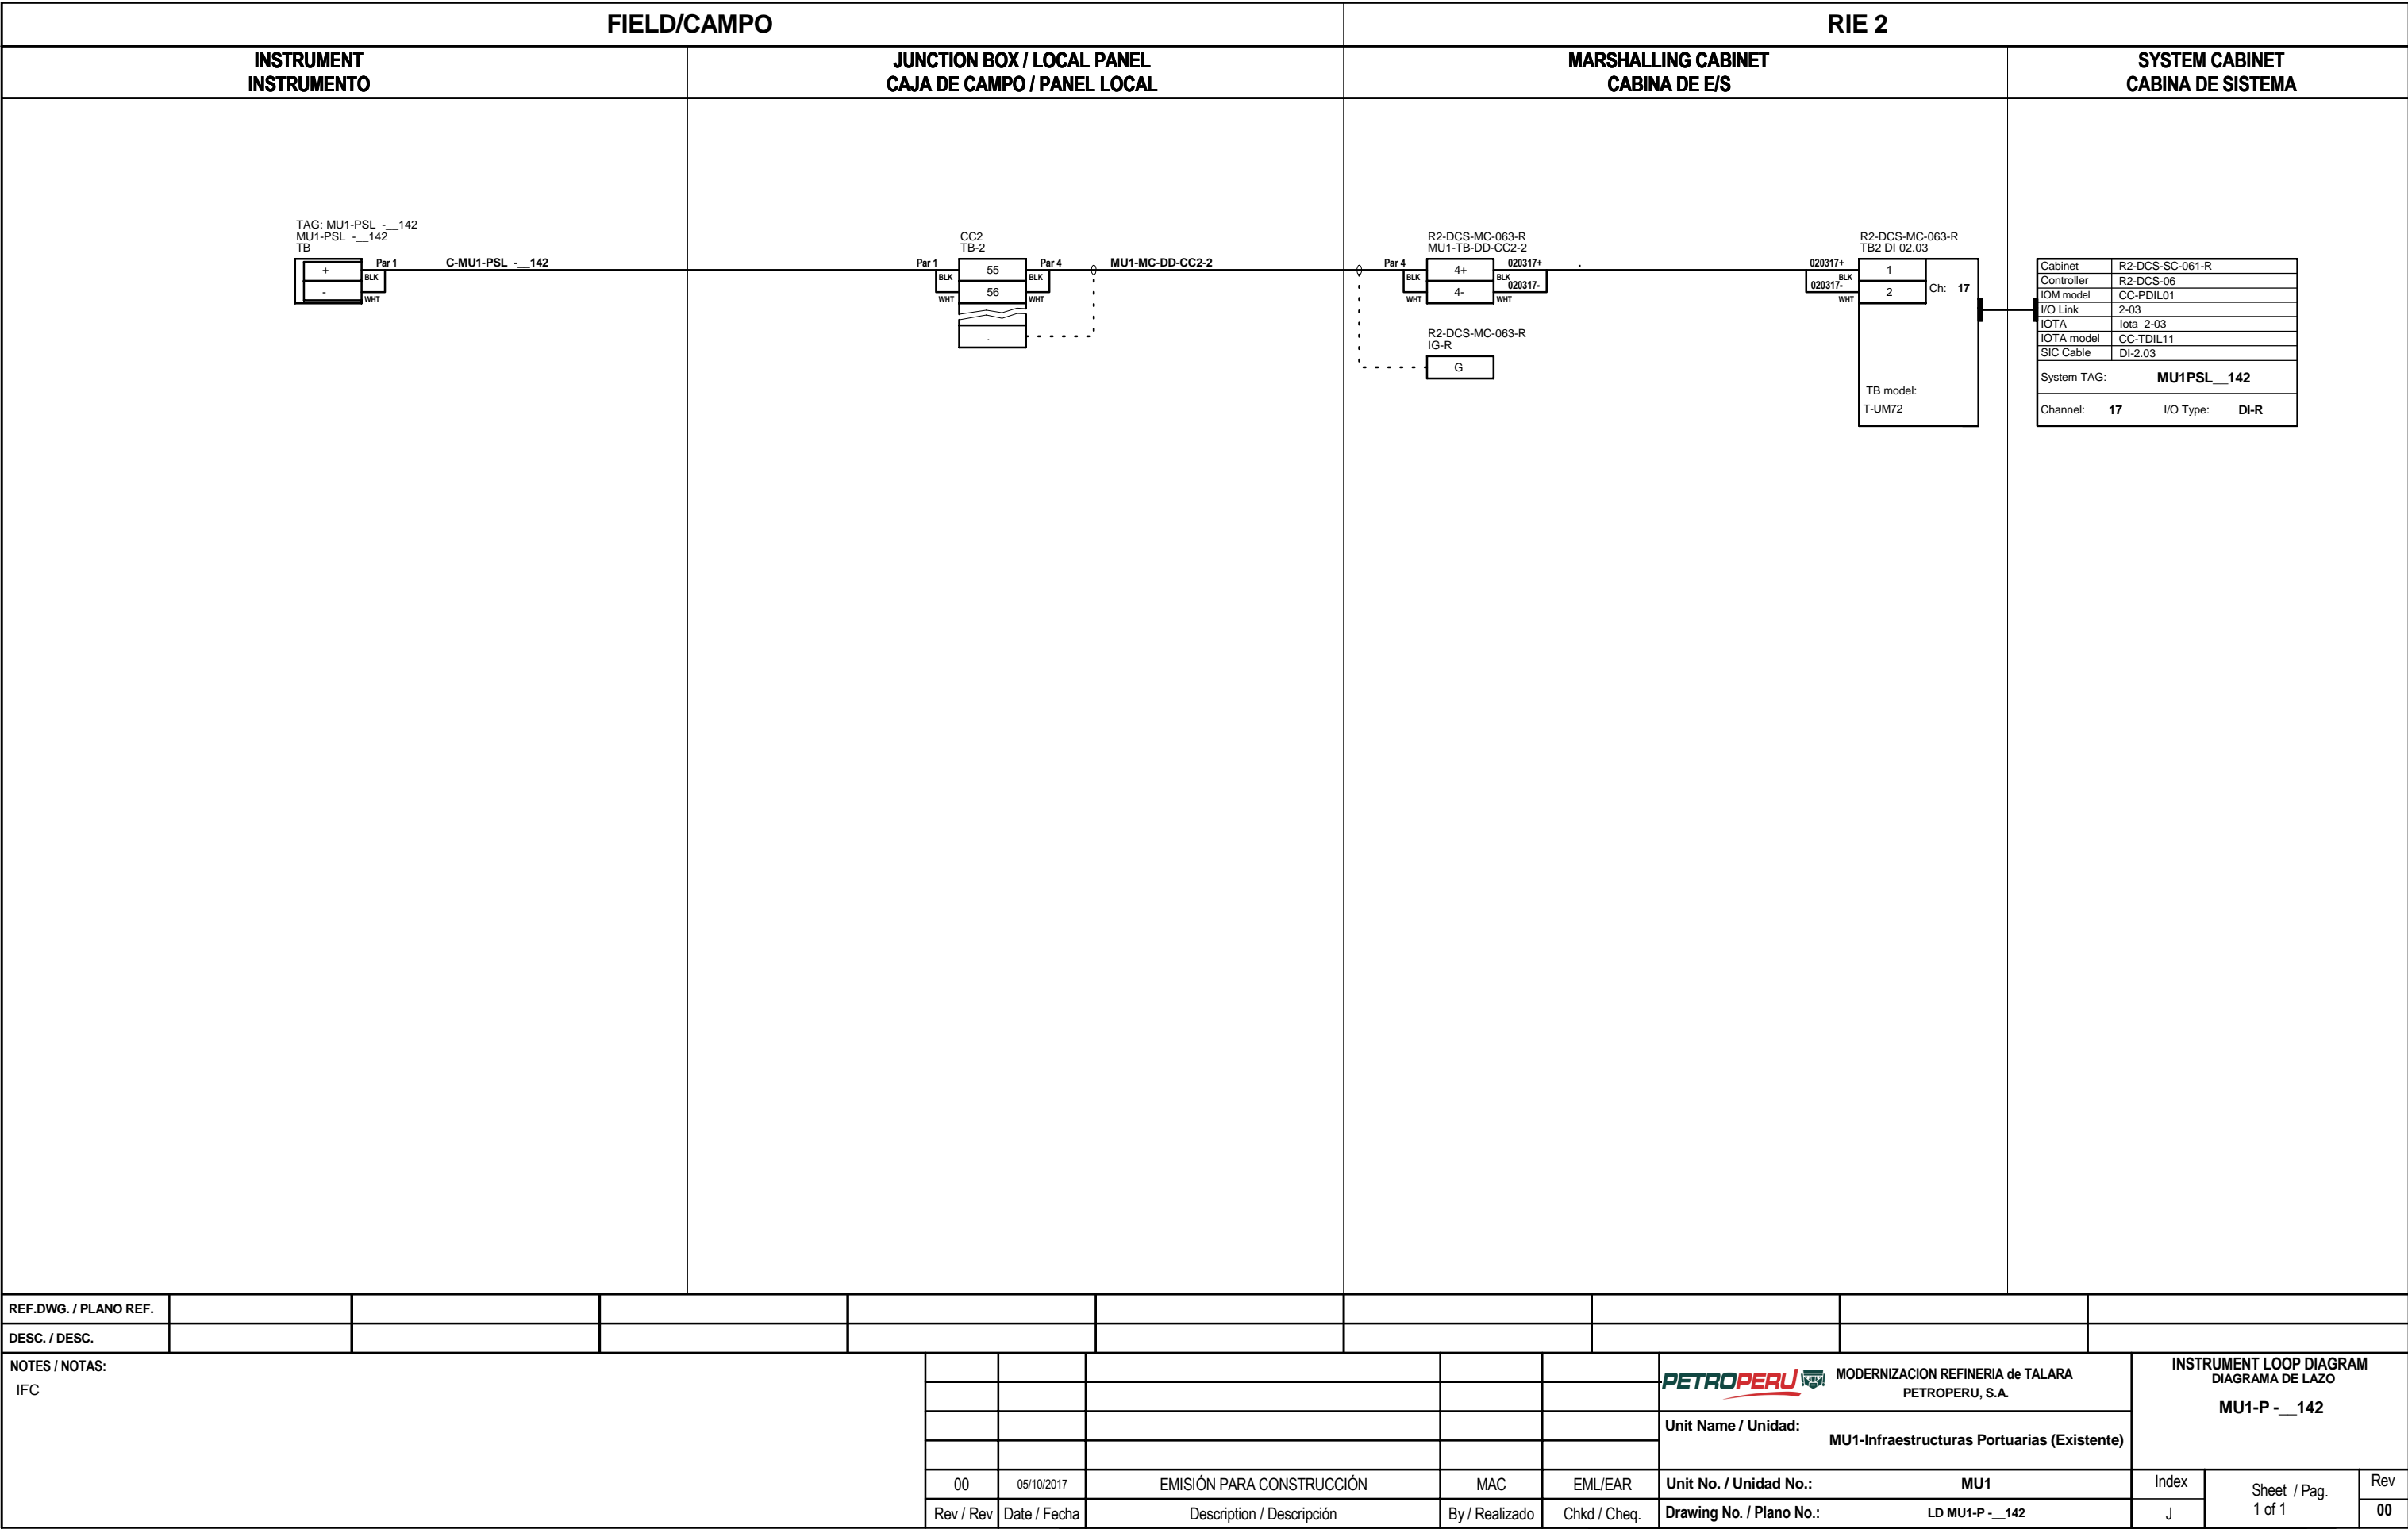 FIELD/CAMPO
RIE 2
INSTRUMENT
INSTRUMENTO
JUNCTION BOX / LOCAL PANEL
CAJA DE CAMPO / PANEL LOCAL
MARSHALLING CABINET
CABINA DE E/S
SYSTEM CABINET
CABINA DE SISTEMA
TAG: MU1-PSL -__142
MU1-PSL -__142
TB
+
-
Par 1
BLK
WHT
C-MU1-PSL -__142
CC2
TB-2
Par 1
BLK
WHT
55
56
.
Par 4
BLK
WHT
MU1-MC-DD-CC2-2
R2-DCS-MC-063-R
MU1-TB-DD-CC2-2
Par 4
BLK
WHT
4+
4-
020317+
BLK
020317-
WHT
.
R2-DCS-MC-063-R
IG-R
G
R2-DCS-MC-063-R
TB2 DI 02.03
020317+
BLK
020317-
WHT
1
2
Ch: 17
TB model:
T-UM72
Cabinet R2-DCS-SC-061-R
Controller R2-DCS-06
IOM model CC-PDIL01
I/O Link 2-03
IOTA Iota 2-03
IOTA model CC-TDIL11
SIC Cable DI-2.03
System TAG: MU1PSL__142
Channel: 17 I/O Type: DI-R
REF.DWG. / PLANO REF.
DESC. / DESC.
NOTES / NOTAS:
IFC
00 05/10/2017 EMISIÓN PARA CONSTRUCCIÓN MAC EML/EAR
Rev / Rev Date / Fecha Description / Descripción By / Realizado Chkd / Cheq.
PETROPERU
MODERNIZACION REFINERIA de TALARA
PETROPERU, S.A.
Unit Name / Unidad:
MU1-Infraestructuras Portuarias (Existente)
Unit No. / Unidad No.: MU1
Drawing No. / Plano No.: LD MU1-P -__142
INSTRUMENT LOOP DIAGRAM
DIAGRAMA DE LAZO
MU1-P -__142
Index
J
Sheet / Pag.
1 of 1
Rev
00